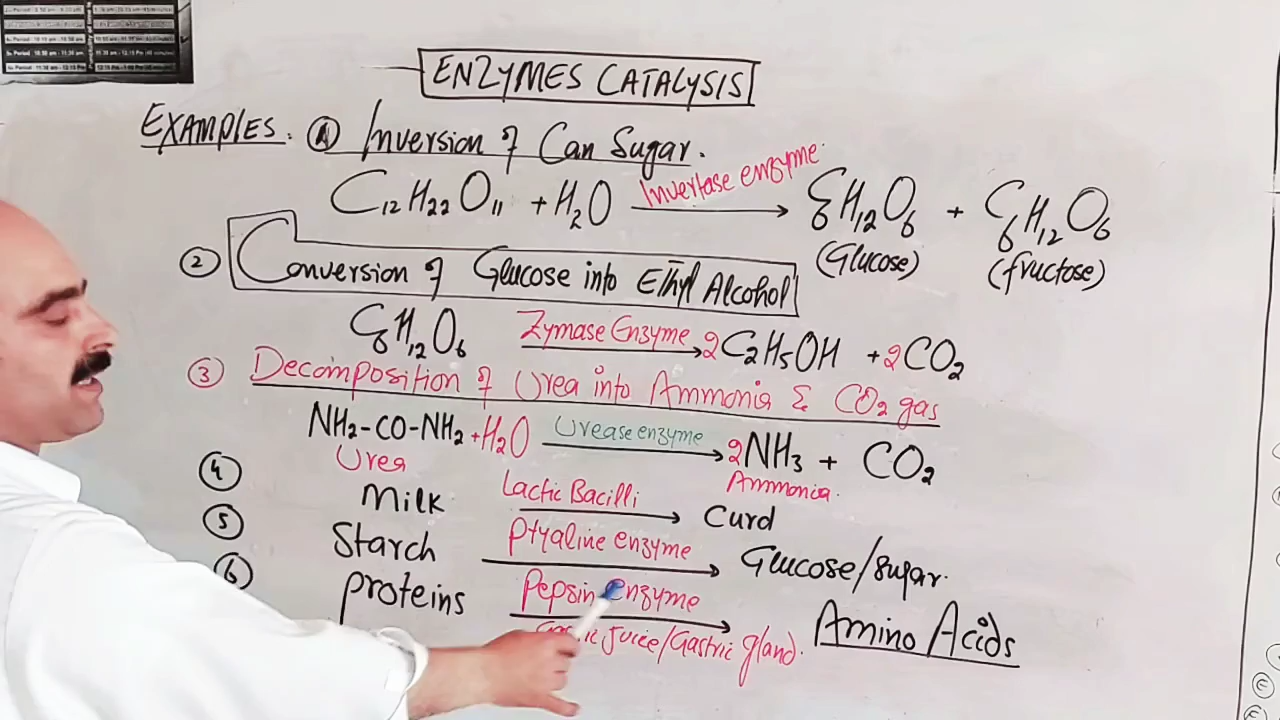 ENZYMES CATALYSIS
EXAMPLES. ① Inversion of Can Sugar.
C12H22O11 + H2O Invertase enzyme C6H12O6 + C6H12O6
(Glucose) (fructose)
② Conversion of Glucose into Ethyl Alcohol
C6H12O6 Zymase Enzyme 2C2H5OH + 2CO2
③ Decomposition of Urea into Ammonia & CO2 gas
NH2-CO-NH2 + H2O Urease enzyme 2NH3 + CO2
Urea Ammonia.
④ Milk Lactic Bacilli Curd
⑤ Starch Ptyaline enzyme Glucose/sugar.
⑥ proteins Pepsin enzyme Amino Acids
Juice/Gastric gland.